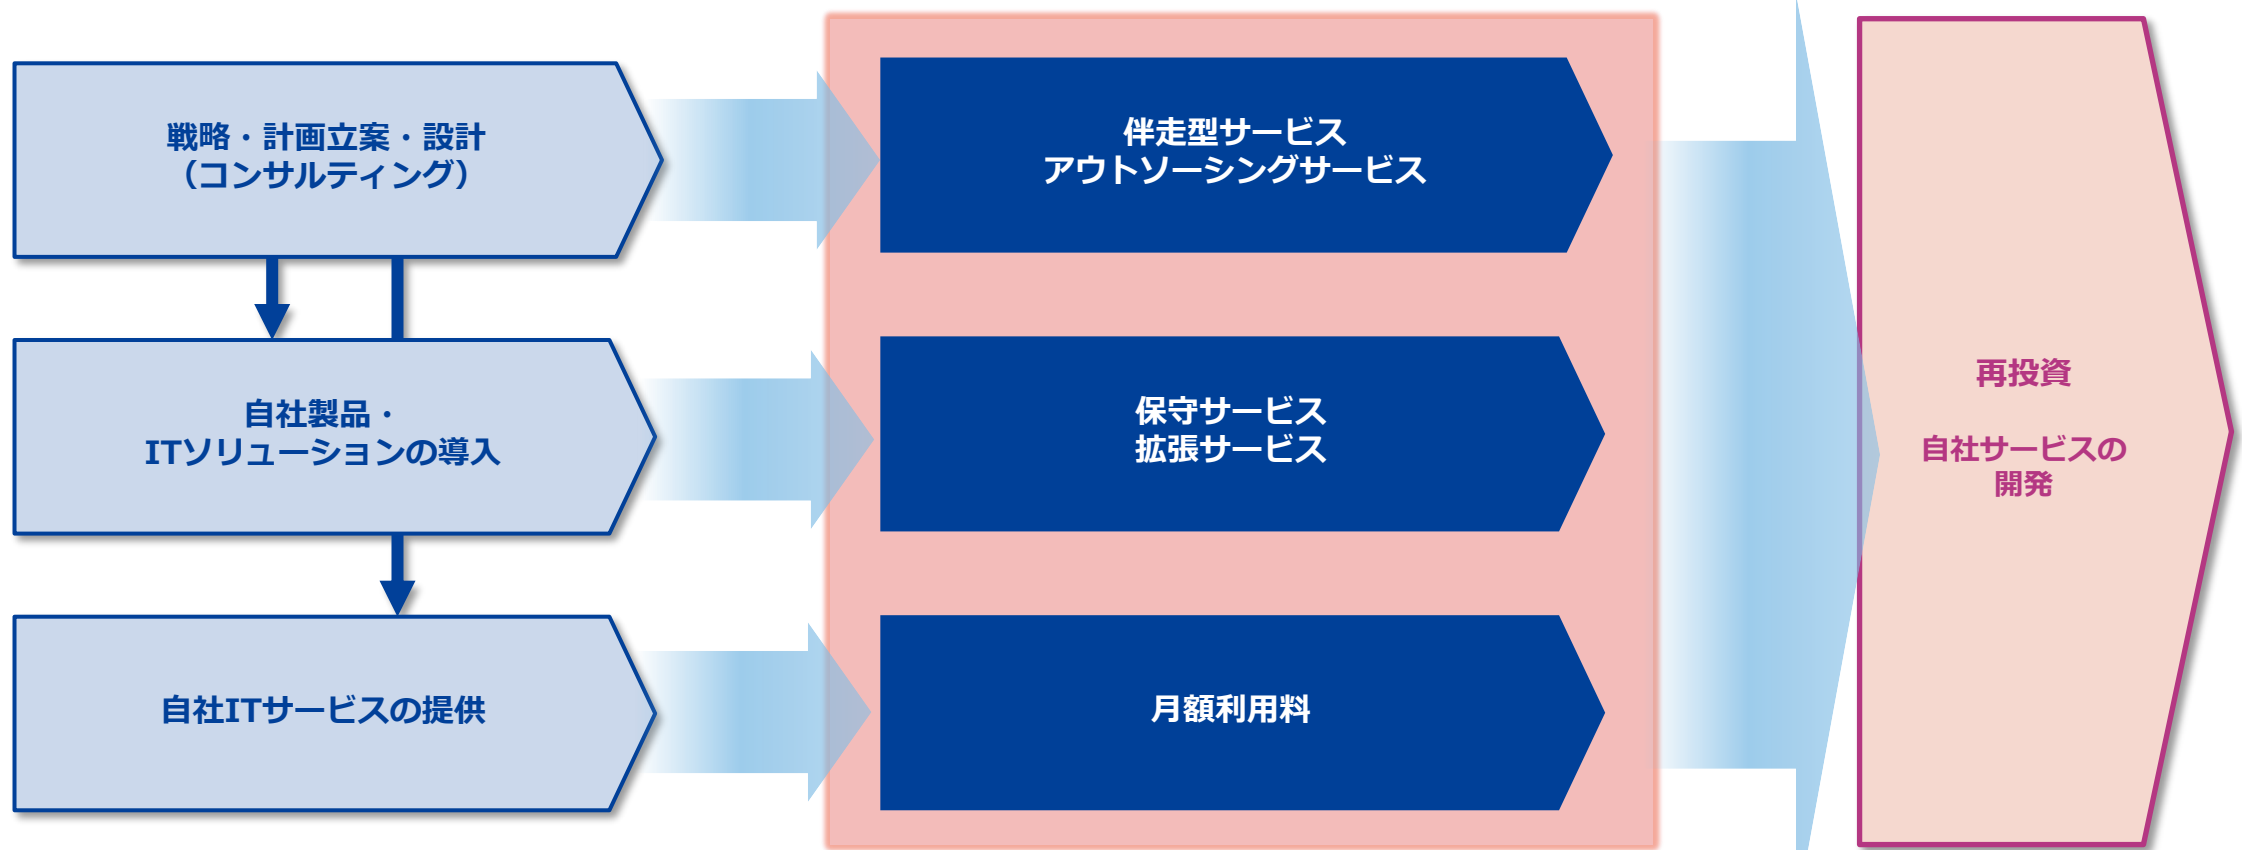 戦略・計画立案・設計
（コンサルティング）
伴走型サービス
アウトソーシングサービス
自社製品・
ITソリューションの導入
保守サービス
拡張サービス
自社ITサービスの提供
月額利用料
再投資
自社サービスの
開発